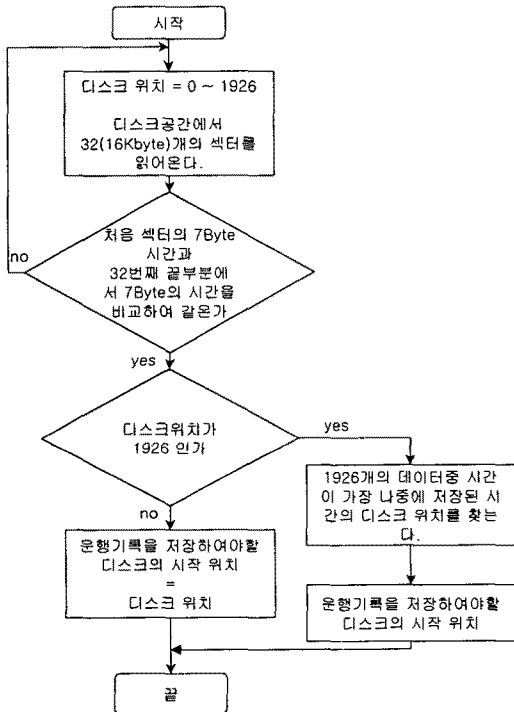 시작
디스크 위치 = 0 ~ 1926
디스크공간에서
32(16Kbyte)개의 섹터를
읽어온다.
no
처음 섹터의 7Byte
시간과
32번째 끝부분에
서 7Byte의 시간을
비교하여 같은가
yes
디스크위치가
1926 인가
yes
no
1926개의 데이터중 시간
이 가장 나중에 저장된 시
간의 디스크 위치를 찾는
다.
운행기록을 저장하여야할
디스크의 시작 위치
=
디스크 위치
운행기록을 저장하여야할
디스크의 시작 위치
끝